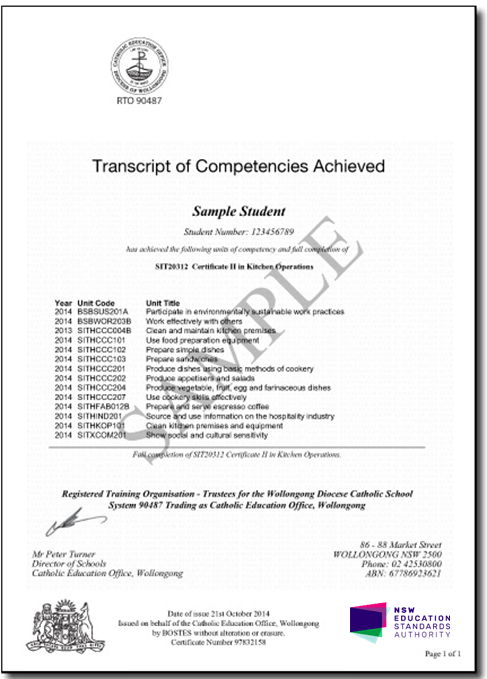 CATHOLIC EDUCATION OFFICE
DIOCESE OF WOLLONGONG
RTO 90487
Transcript of Competencies Achieved
Sample Student
Student Number: 123456789
has achieved the following units of competency and full completion of
SIT20312 Certificate II in Kitchen Operations
Year Unit Code Unit Title
2014 BSBSUS201A Participate in environmentally sustainable work practices
2014 BSBWOR203B Work effectively with others
2013 SITHCCC004B Clean and maintain kitchen premises
2014 SITHCCC101 Use food preparation equipment
2014 SITHCCC102 Prepare simple dishes
2014 SITHCCC103 Prepare sandwiches
2014 SITHCCC201 Produce dishes using basic methods of cookery
2014 SITHCCC202 Produce appetisers and salads
2014 SITHCCC204 Produce vegetable, fruit, egg and farinaceous dishes
2014 SITHCCC207 Use cookery skills effectively
2014 SITHFAB012B Prepare and serve espresso coffee
2014 SITHIND201 Source and use information on the hospitality industry
2014 SITHKOP101 Clean kitchen premises and equipment
2014 SITXCOM201 Show social and cultural sensitivity
SAMPLE
Full completion of SIT20312 Certificate II in Kitchen Operations.
Registered Training Organisation - Trustees for the Wollongong Diocese Catholic School
System 90487 Trading as Catholic Education Office, Wollongong
Mr Peter Turner
Director of Schools
Catholic Education Office, Wollongong
86 - 88 Market Street
WOLLONGONG NSW 2500
Phone: 02 42530800
ABN: 67786923621
Date of issue 21st October 2014
Issued on behalf of the Catholic Education Office, Wollongong
by BOSTES without alteration or erasure.
Certificate Number 97832158
NSW
EDUCATION
STANDARDS
AUTHORITY
Page 1 of 1